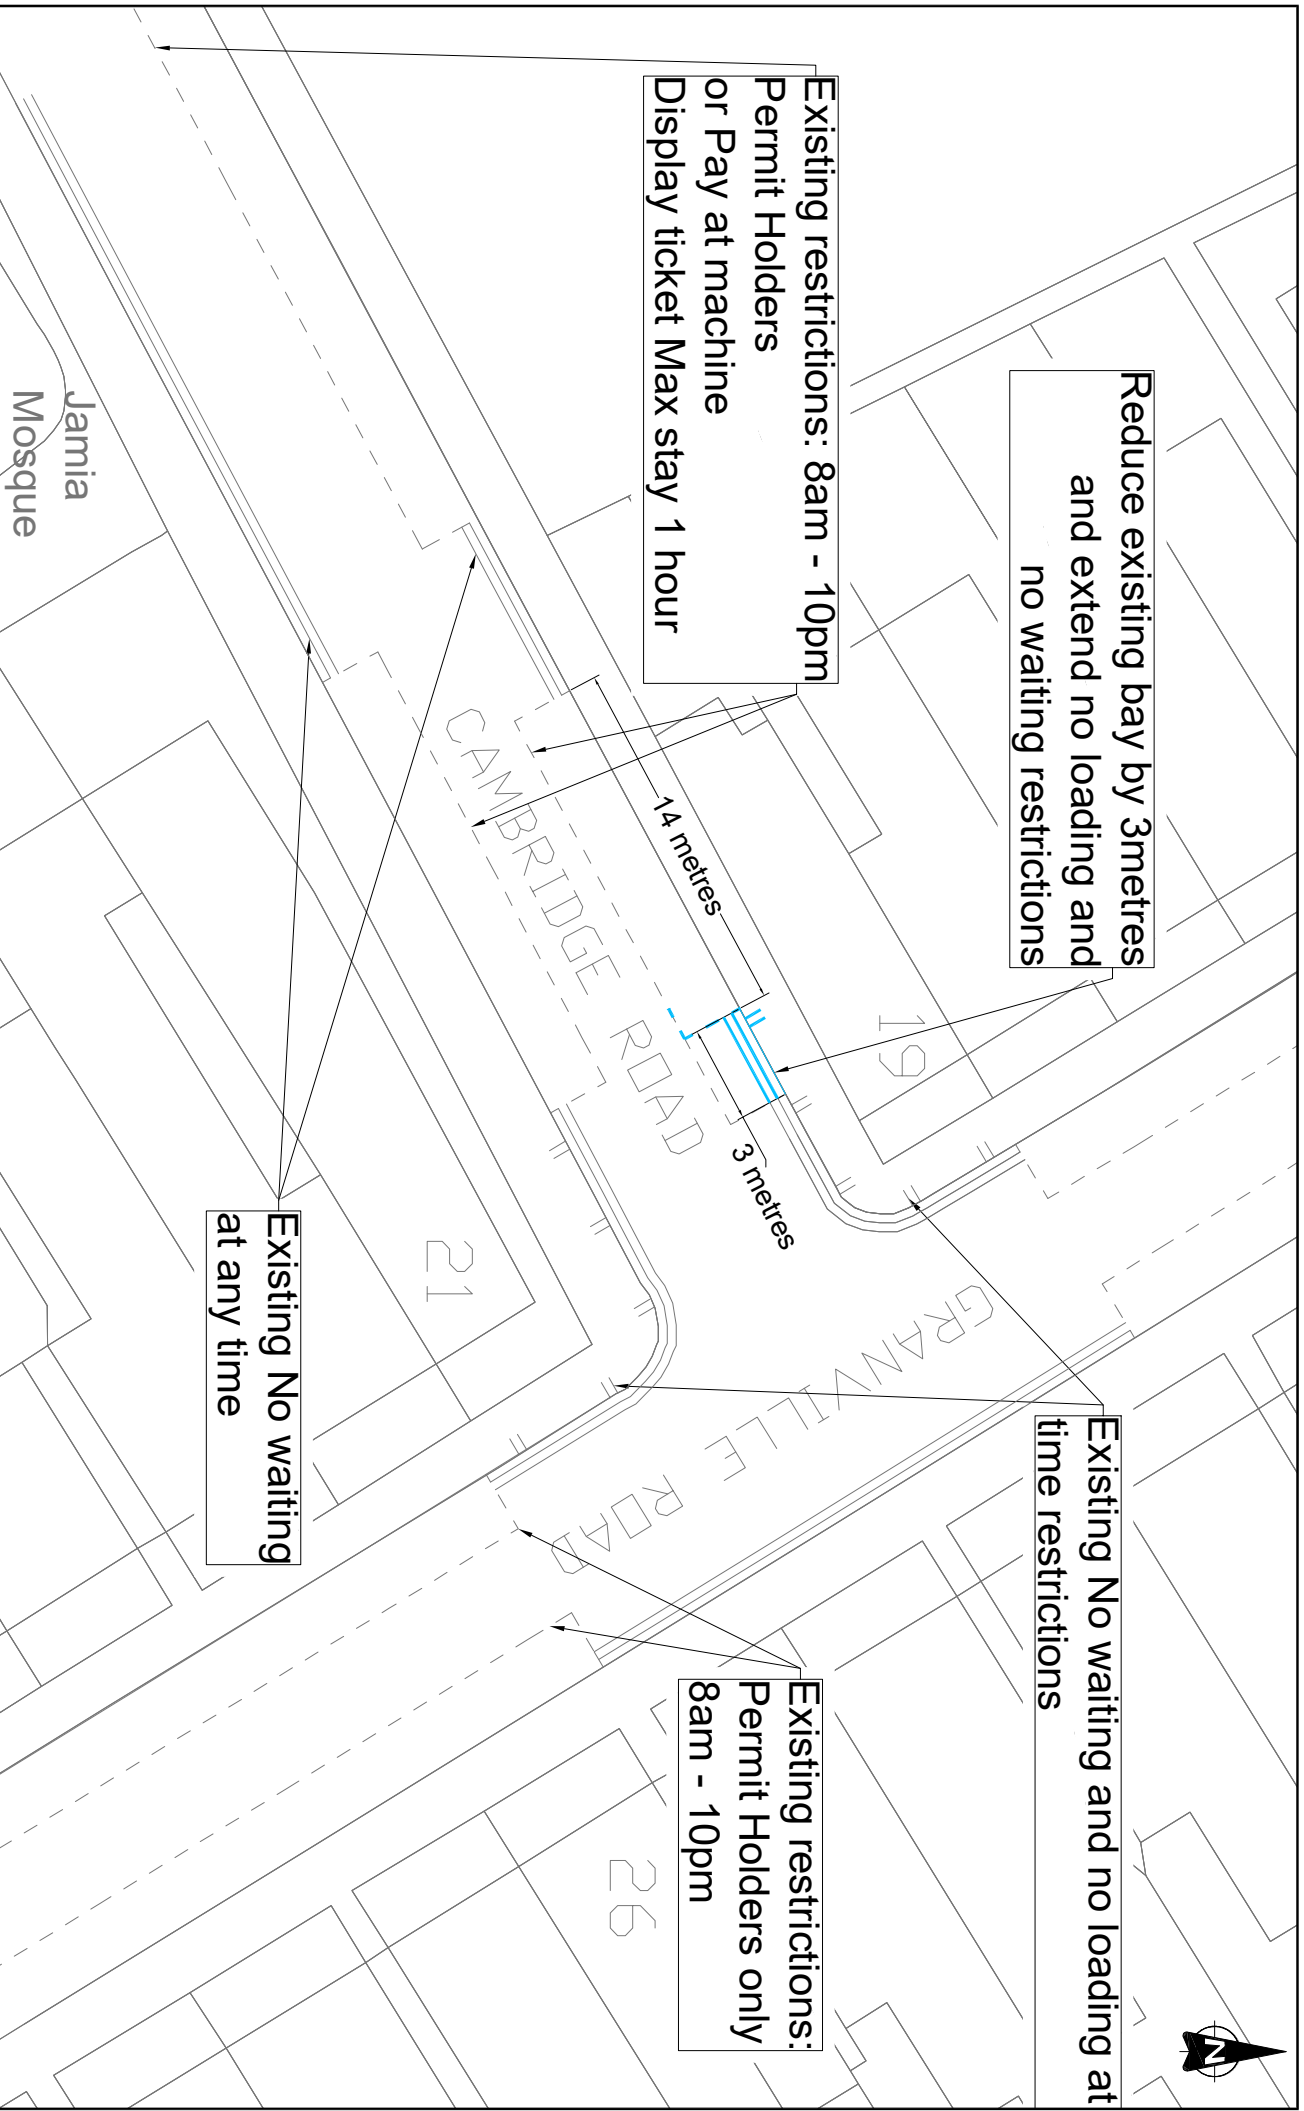 Reduce existing bay by 3metres
and extend no loading and
no waiting restrictions
Existing No waiting and no loading at
time restrictions
N
Existing restrictions: 8am - 10pm
Permit Holders
or Pay at machine
Display ticket Max stay 1 hour
19
14 metres
3 metres
CAMBRIDGE ROAD
GRANVILLE ROAD
Existing restrictions:
Permit Holders only
8am - 10pm
26
21
Existing No waiting
at any time
Jamia
Mosque